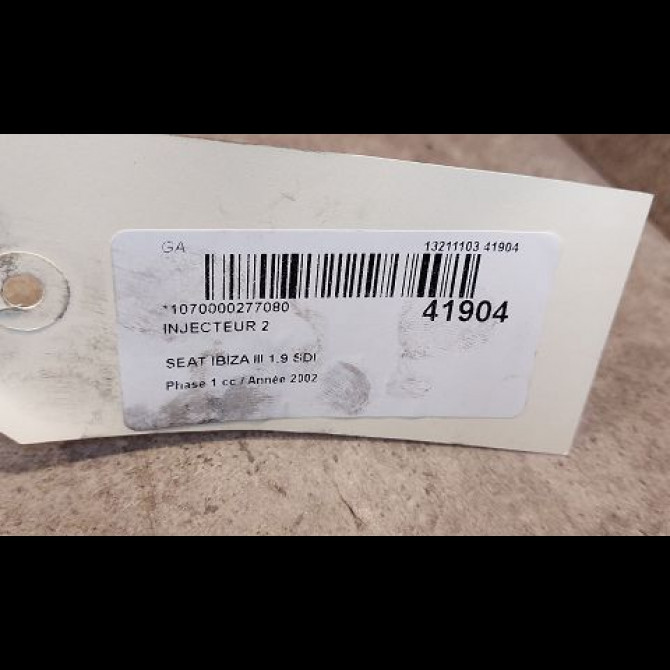 GA 13211103 41904
*1070000277080 41904
INJECTEUR 2
SEAT IBIZA III 1.9 SDI
Phase 1 cc / Année 2002